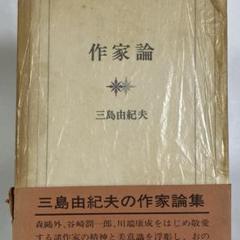 作家論
三島由紀夫
三島由紀夫の作家論集
森鷗外、谷崎潤一郎、川端康成をはじめ敬愛
する諸作家の精神と美意識を浮彫し、おの